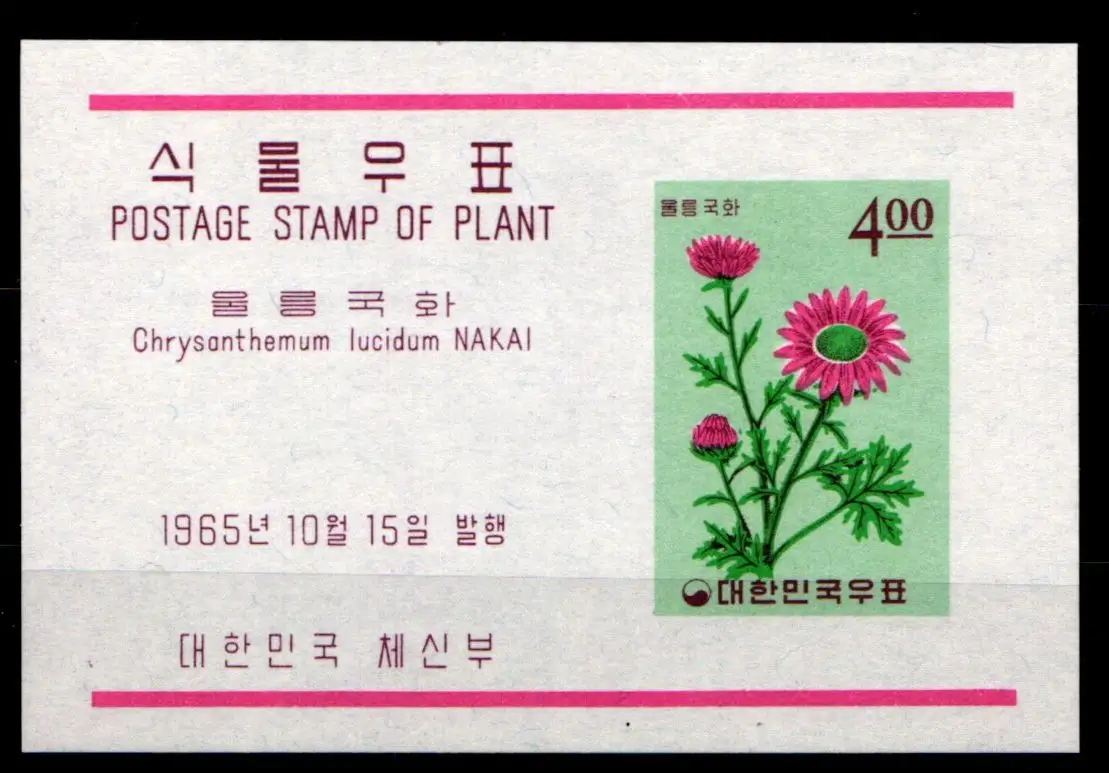 식물우표
POSTAGE STAMP OF PLANT
울릉국화
Chrysanthemum lucidum NAKAI
1965년 10월 15일 발행
대한민국 체신부
울릉국화
4.00
대한민국우표